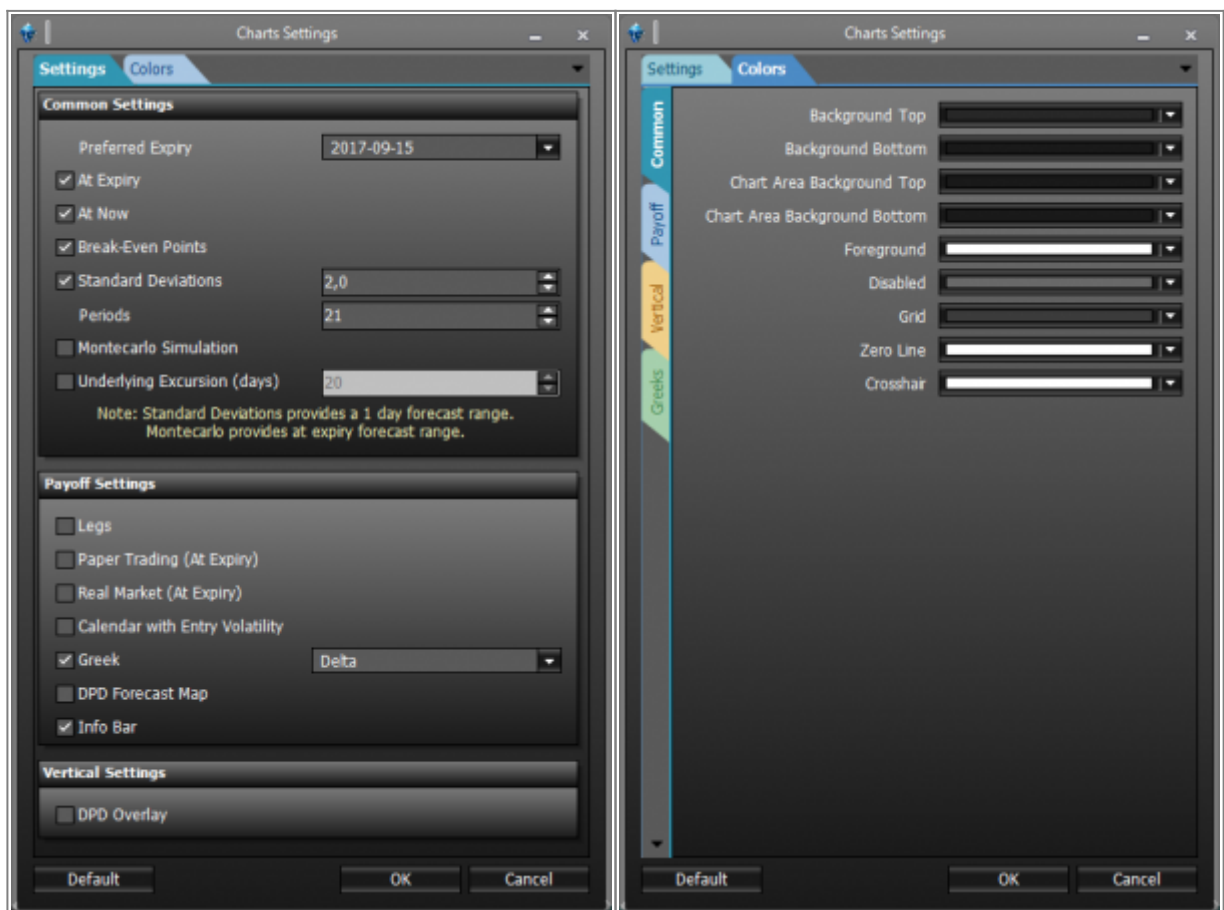 Charts Settings
Settings Colors
Common Settings
Preferred Expiry 2017-09-15
At Expiry
At Now
Break-Even Points
Standard Deviations 2,0
Periods 21
Montecarlo Simulation
Underlying Excursion (days) 20
Note: Standard Deviations provides a 1 day forecast range.
Montecarlo provides at expiry forecast range.
Payoff Settings
Legs
Paper Trading (At Expiry)
Real Market (At Expiry)
Calendar with Entry Volatility
Greek Delta
DPD Forecast Map
Info Bar
Vertical Settings
DPD Overlay
Default OK Cancel
Charts Settings
Settings Colors
Common
Payoff
Vertical
Greeks
Background Top
Background Bottom
Chart Area Background Top
Chart Area Background Bottom
Foreground
Disabled
Grid
Zero Line
Crosshair
Default OK Cancel